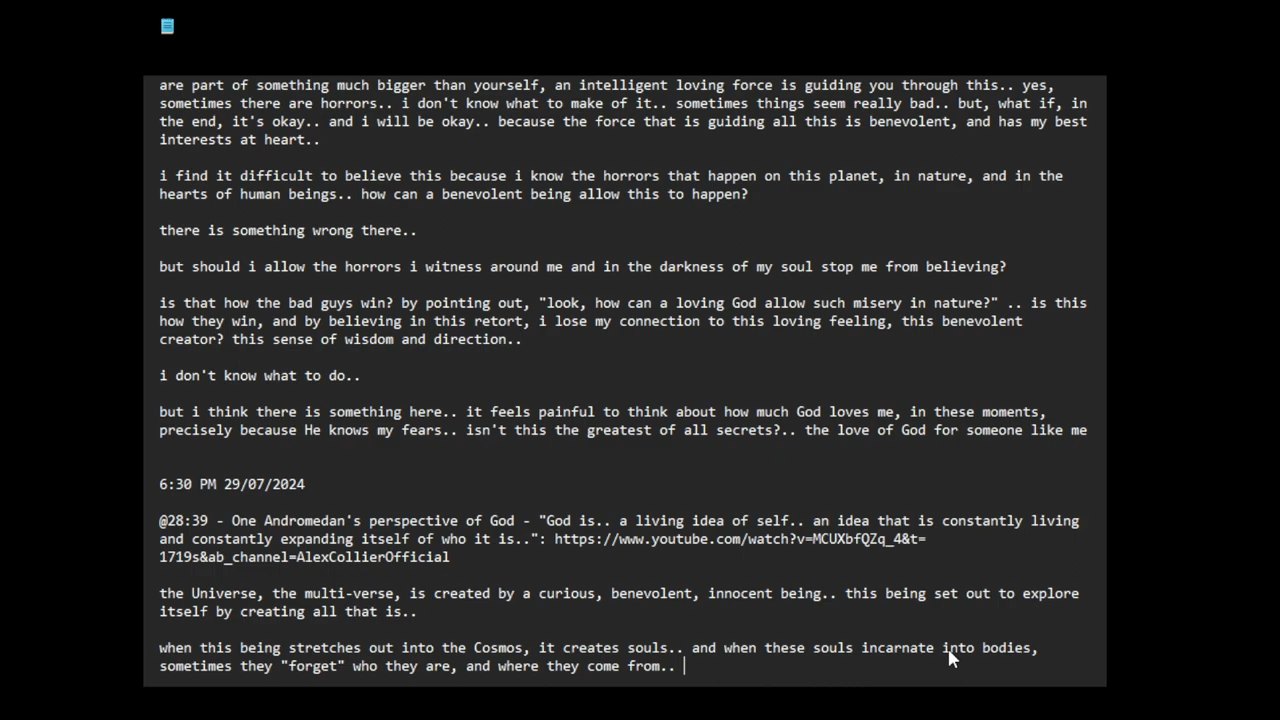 are part of something much bigger than yourself, an intelligent loving force is guiding you through this.. yes,
sometimes there are horrors.. i don't know what to make of it.. sometimes things seem really bad.. but, what if, in
the end, it's okay.. and i will be okay.. because the force that is guiding all this is benevolent, and has my best
interests at heart..
i find it difficult to believe this because i know the horrors that happen on this planet, in nature, and in the
hearts of human beings.. how can a benevolent being allow this to happen?
there is something wrong there..
but should i allow the horrors i witness around me and in the darkness of my soul stop me from believing?
is that how the bad guys win? by pointing out, "look, how can a loving God allow such misery in nature?" .. is this
how they win, and by believing in this retort, i lose my connection to this loving feeling, this benevolent
creator? this sense of wisdom and direction..
i don't know what to do..
but i think there is something here.. it feels painful to think about how much God loves me, in these moments,
precisely because He knows my fears.. isn't this the greatest of all secrets?.. the love of God for someone like me
6:30 PM 29/07/2024
@28:39 - One Andromedan's perspective of God - "God is.. a living idea of self.. an idea that is constantly living
and constantly expanding itself of who it is..": https://www.youtube.com/watch?v=MCUXbfQZq_4&t=
1719s&ab_channel=AlexCollierOfficial
the Universe, the multi-verse, is created by a curious, benevolent, innocent being.. this being set out to explore
itself by creating all that is..
when this being stretches out into the Cosmos, it creates souls.. and when these souls incarnate into bodies,
sometimes they "forget" who they are, and where they come from..